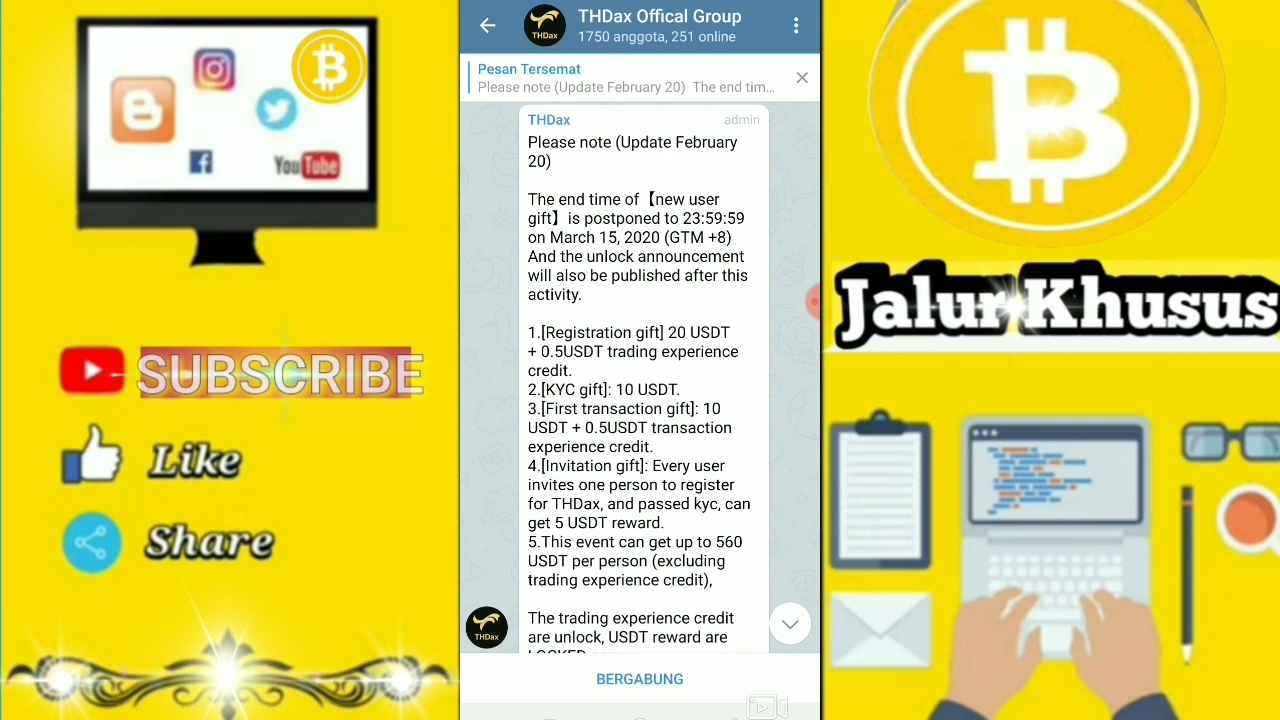 YouTube
SUBSCRIBE
Like
Share
THDax
THDax Offical Group
1750 anggota, 251 online
Pesan Tersemat
Please note (Update February 20) The end tim...
THDax
admin
Please note (Update February
20)
The end time of【new user
gift】is postponed to 23:59:59
on March 15, 2020 (GTM +8)
And the unlock announcement
will also be published after this
activity.
1.[Registration gift] 20 USDT
+ 0.5USDT trading experience
credit.
2.[KYC gift]: 10 USDT.
3.[First transaction gift]: 10
USDT + 0.5USDT transaction
experience credit.
4.[Invitation gift]: Every user
invites one person to register
for THDax, and passed kyc, can
get 5 USDT reward.
5.This event can get up to 560
USDT per person (excluding
trading experience credit),
The trading experience credit
are unlock, USDT reward are
THDax
BERGABUNG
Jalur Khusus